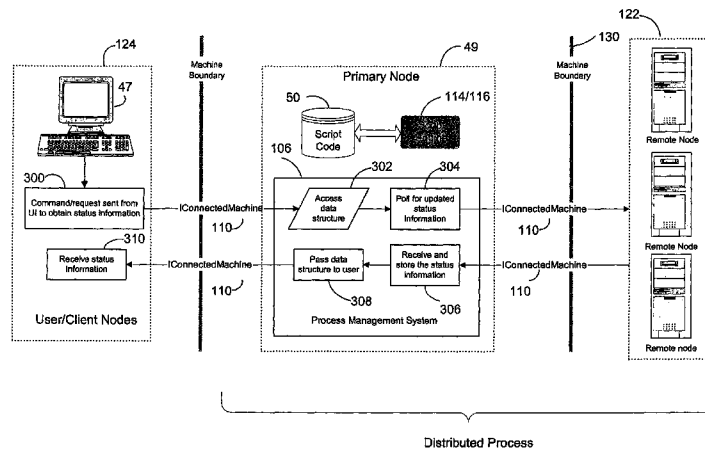 124
47
Machine
Boundary
49
Primary Node
50
Script
Code
114/116
130
Machine
Boundary
122
Remote Node
300
Command/request sent from
UI to obtain status information
IConnectedMachine
110
106
302
Access
data
structure
304
Poll for updated
status
information
IConnectedMachine
110
Remote Node
310
Receive status
information
IConnectedMachine
110
Pass data
structure to user
308
Receive and
store the status
information
306
IConnectedMachine
110
Process Management System
User/Client Nodes
Remote node
Distributed Process